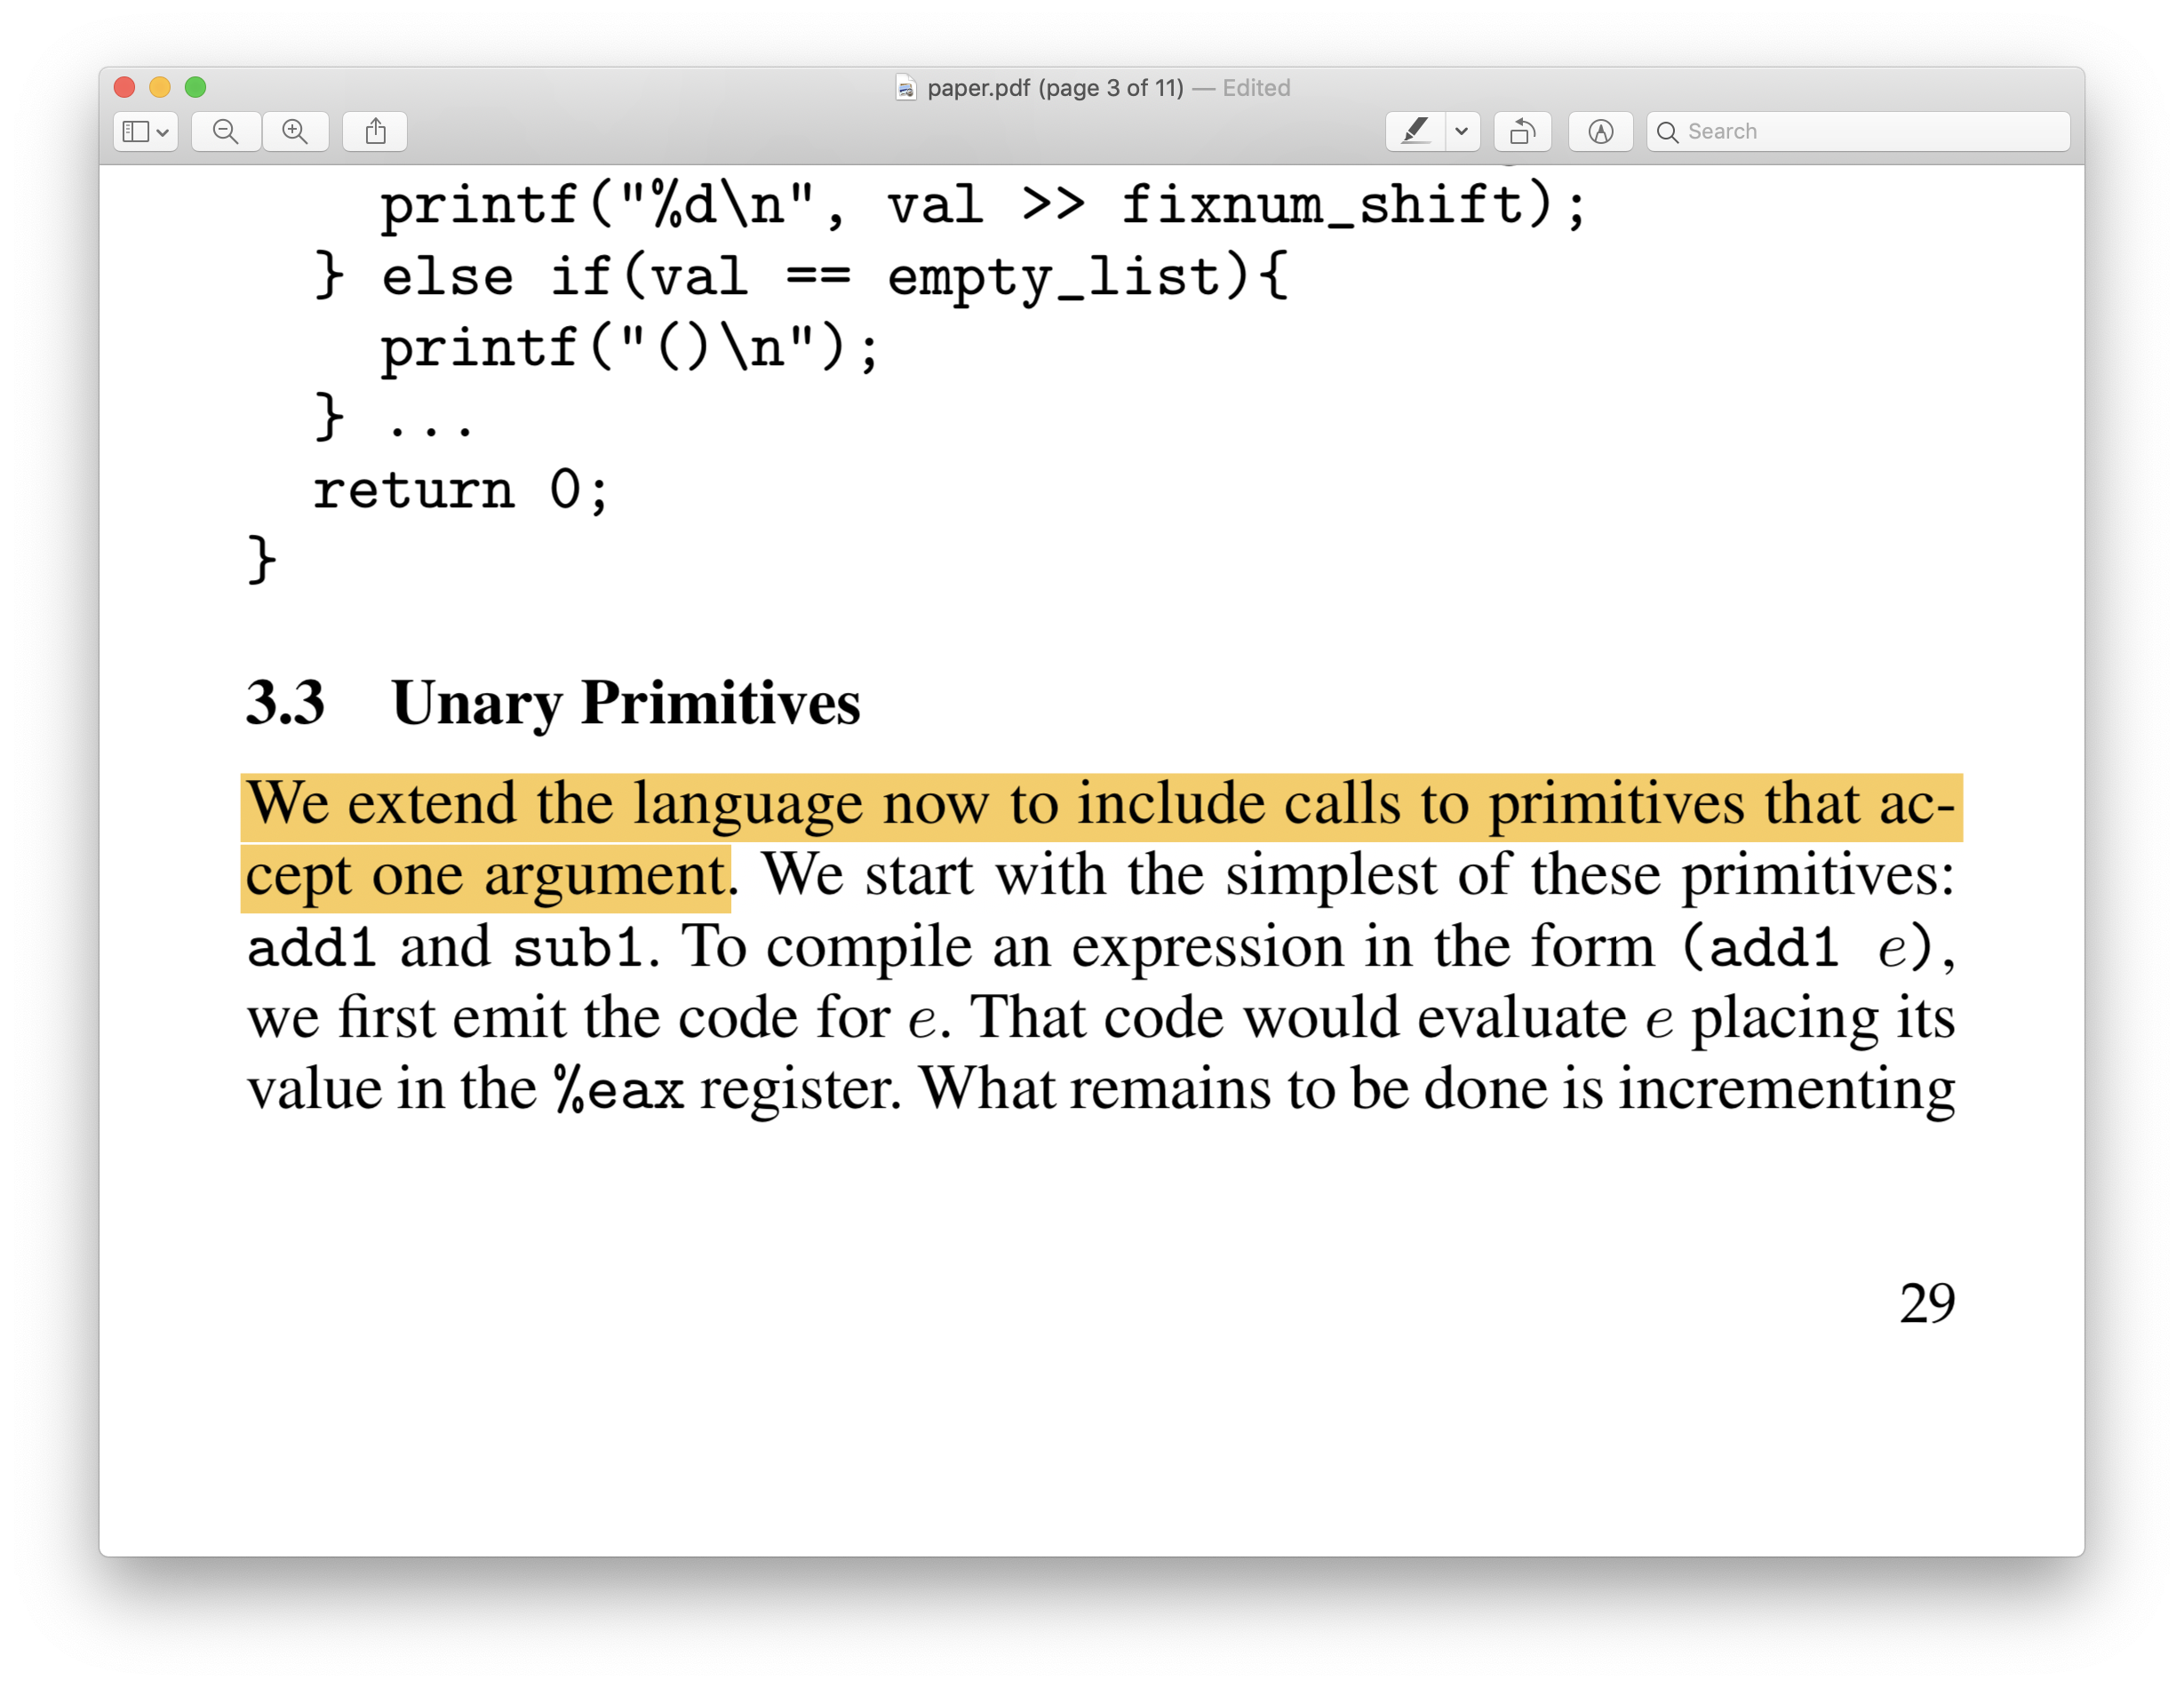 paper.pdf (page 3 of 11) — Edited
Search
printf("%d\n", val >> fixnum_shift);
} else if(val == empty_list){
printf("()\n");
} ...
return 0;
}
3.3 Unary Primitives
We extend the language now to include calls to primitives that ac-
cept one argument. We start with the simplest of these primitives:
add1 and sub1. To compile an expression in the form (add1 e),
we first emit the code for e. That code would evaluate e placing its
value in the %eax register. What remains to be done is incrementing
29